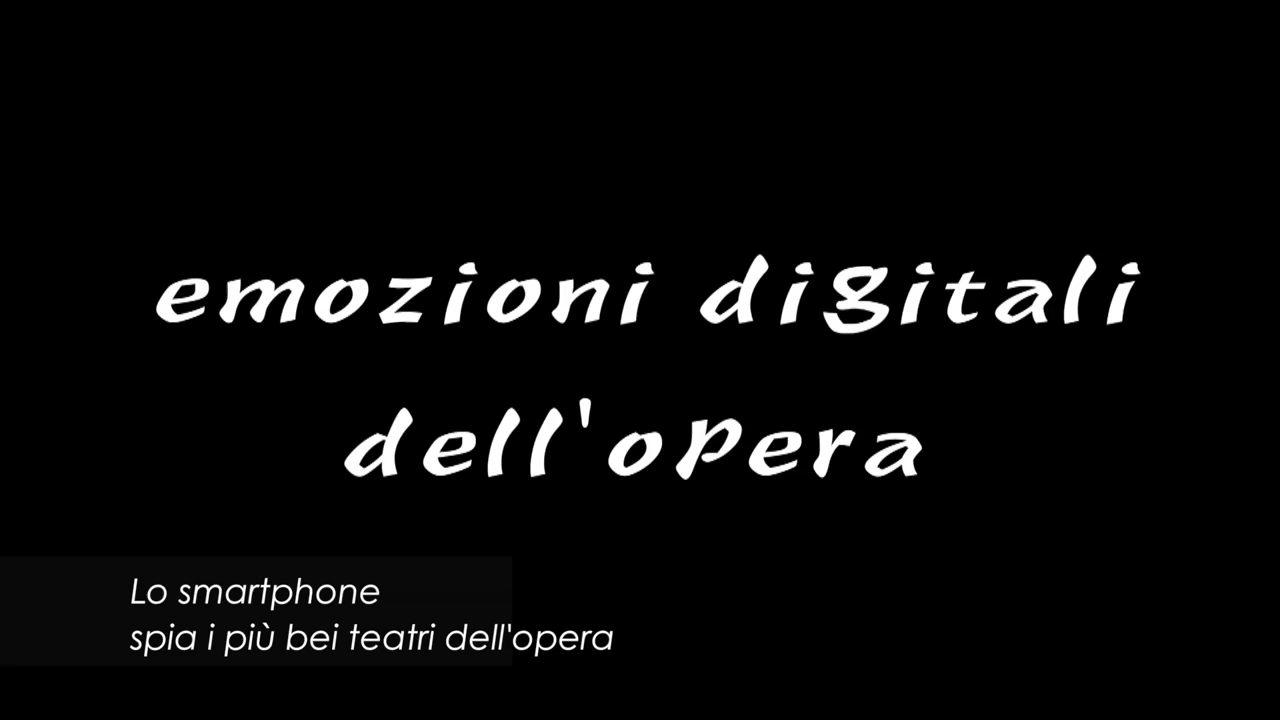 emozioni digitali
dell'opera
Lo smartphone
spia i più bei teatri dell'opera